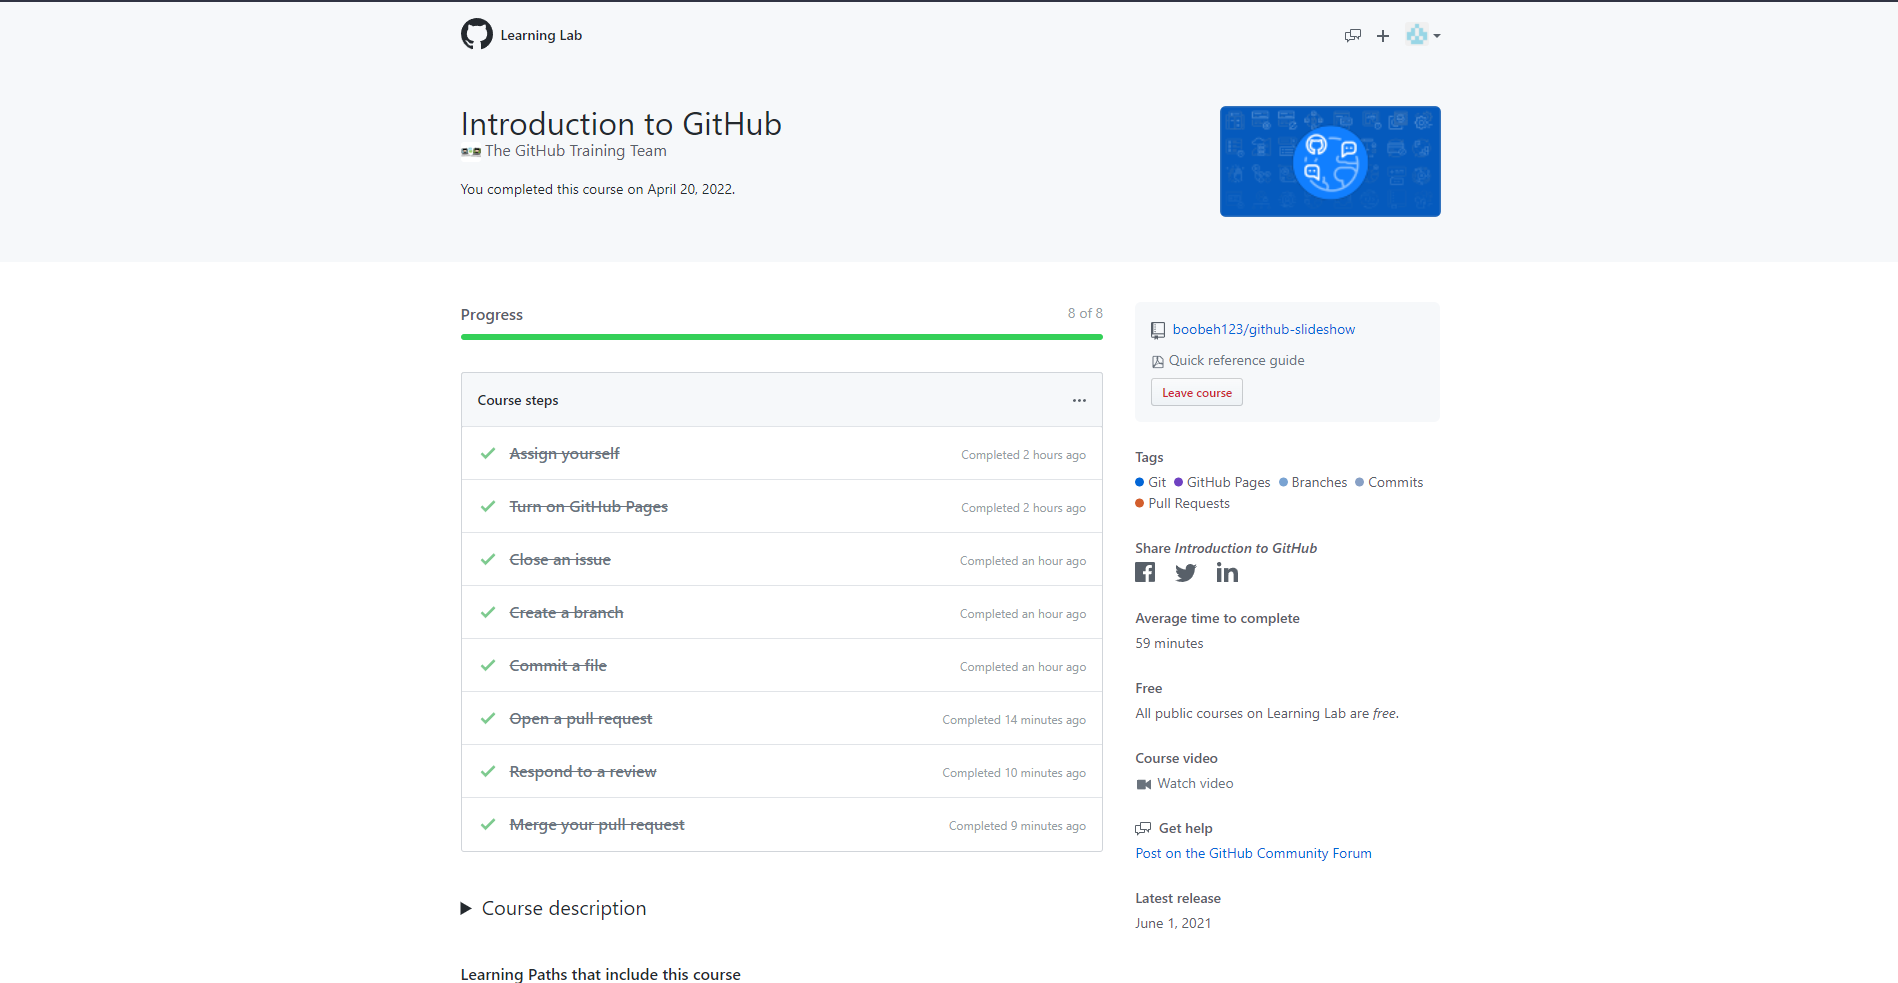 Learning Lab
Introduction to GitHub
The GitHub Training Team
You completed this course on April 20, 2022.
Progress
8 of 8
Course steps
Assign yourself
Completed 2 hours ago
Turn on GitHub Pages
Completed 2 hours ago
Close an issue
Completed an hour ago
Create a branch
Completed an hour ago
Commit a file
Completed an hour ago
Open a pull request
Completed 14 minutes ago
Respond to a review
Completed 10 minutes ago
Merge your pull request
Completed 9 minutes ago
Course description
Learning Paths that include this course
boobeh123/github-slideshow
Quick reference guide
Leave course
Tags
Git GitHub Pages Branches Commits
Pull Requests
Share Introduction to GitHub
Average time to complete
59 minutes
Free
All public courses on Learning Lab are free.
Course video
Watch video
Get help
Post on the GitHub Community Forum
Latest release
June 1, 2021